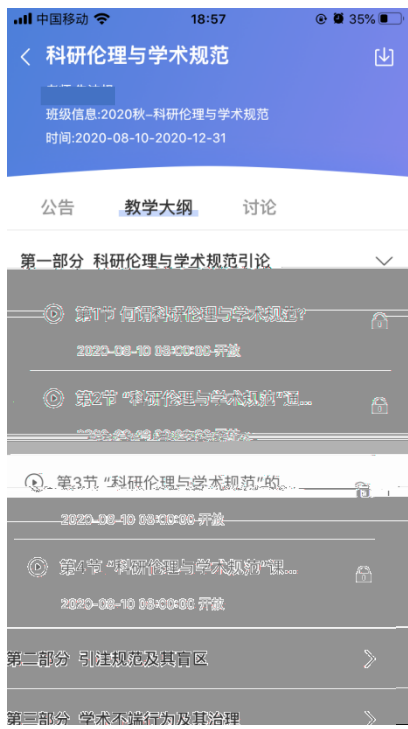 中国移动 18:57 35%
科研伦理与学术规范
班级信息:2020秋-科研伦理与学术规范
时间:2020-08-10-2020-12-31
公告 教学大纲 讨论
第一部分 科研伦理与学术规范引论
第1节 何谓科研伦理与学术规范?
2020-08-10 08:00:00 开放
第2节 “科研伦理与学术规范”通...
第3节 “科研伦理与学术规范”的
2020-08-10 08:00:00 开放
第4节 “科研伦理与学术规范”课...
2020-08-10 08:00:00 开放
第二部分 引注规范及其盲区
第三部分 学术不端行为及其治理